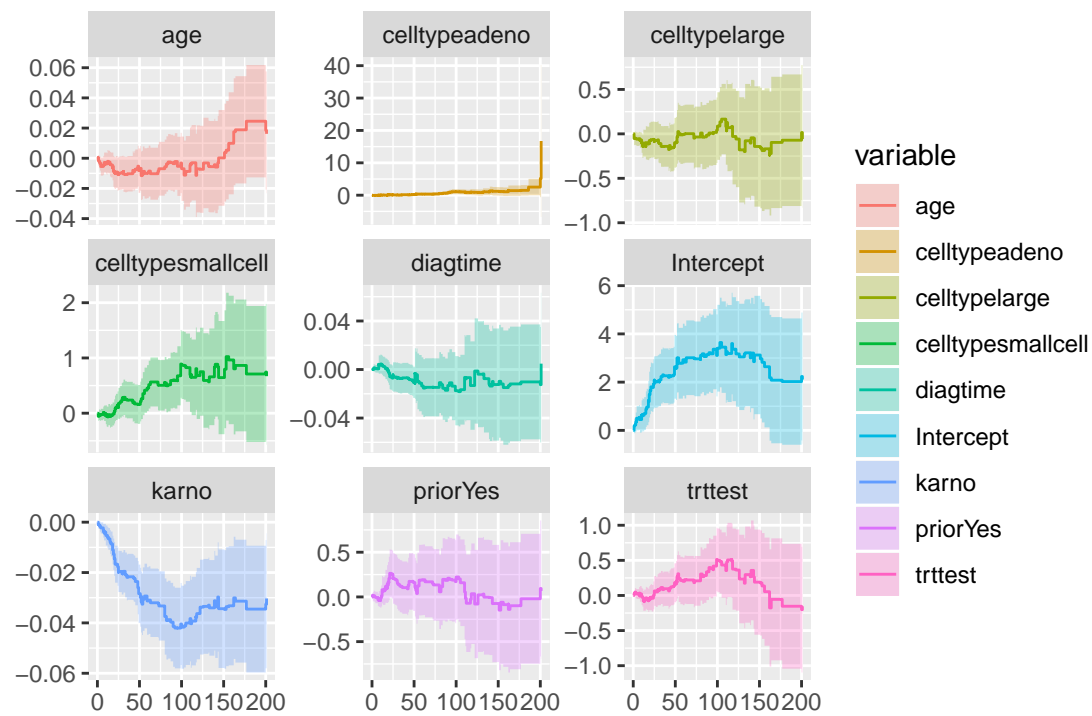 age celltypeadeno celltypelarge
0.06
0.04
0.02
0.00
−0.02
−0.04
40
30
20
10
0
0.5
0.0
−0.5
−1.0
celltypesmallcell diagtime Intercept
2
1
0
0.04
0.00
−0.04
6
4
2
0
karno priorYes trttest
0.00
−0.02
−0.04
−0.06
0.5
0.0
−0.5
1.0
0.5
0.0
−0.5
−1.0
0 50 100 150 200 0 50 100 150 200 0 50 100 150 200
variable
age
celltypeadeno
celltypelarge
celltypesmallcell
diagtime
Intercept
karno
priorYes
trttest